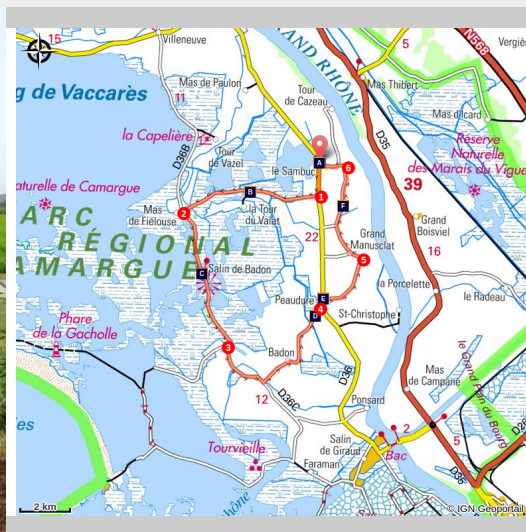 15
Villeneuve
5
Vergiè
N568
AND RHÔNE
Mas de Paulon
Tour
de Cazeau
Mas Thibert
g de Vaccarès
11
Mas d'Icard
la Capelière
D36B
D35
Réserve
Naturelle
des Marais du Vigue
Tour
de Vazel
le Sambuc
A
6
39
aturelle de Camargue
B
1
F
la Tour
du Valat
Mas
de Fiélouse
2
Grand
Boisviel
ARC
RÉGIONAL
AMARGUE
22
Grand
Manusclat
16
C
Salin de Badon
5
la Porcelette
le Radeau
Phare
de la Gacholle
Peaudure
E
D
4
St-Christophe
3
Badon
D36
le Grand Plan du Bourg
Mas
de Campane
12
D36C
Ponsard
Tourvieille
Salin
de Giraud
2
5
Bac
Faraman
D35
es
2 km
© IGN Geoportail